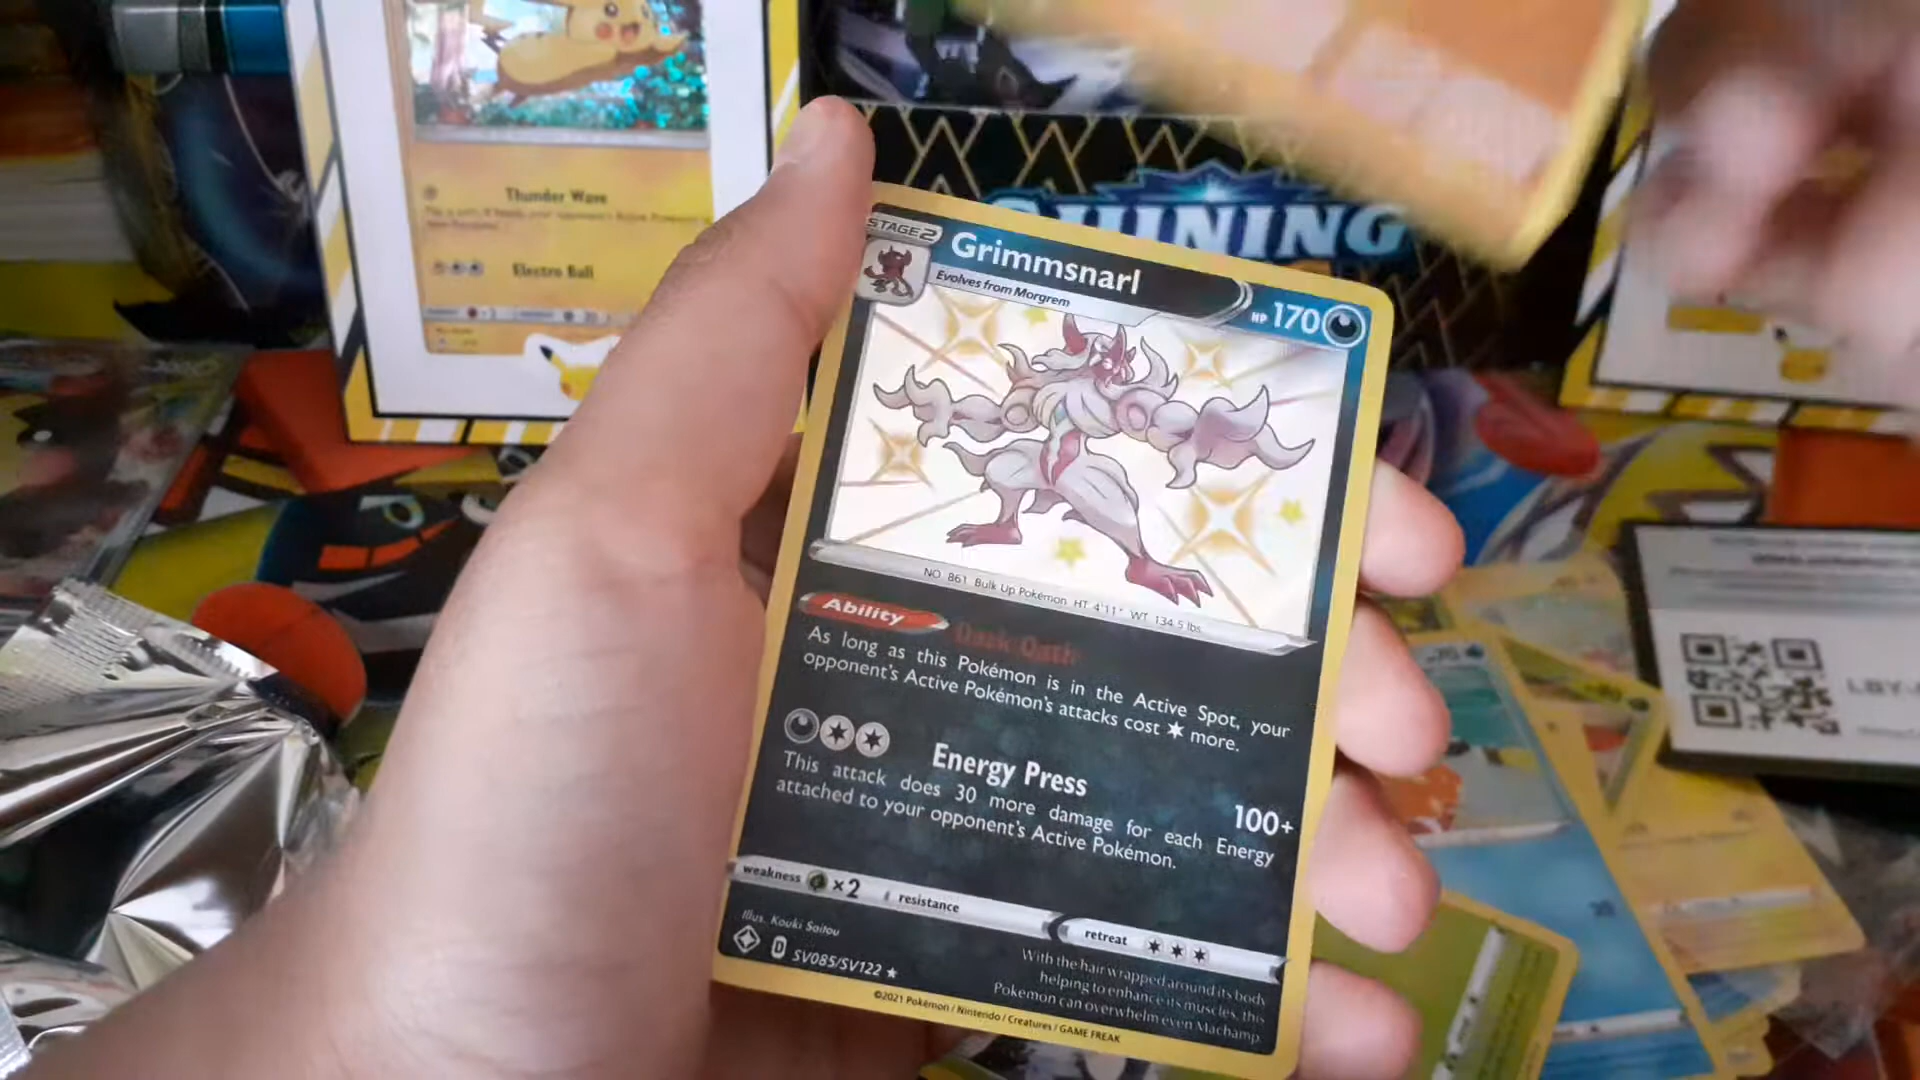 Thunder Wave
Electro Ball
SHINING
STAGE2
Grimmsnarl
Evolves from Morgrem
HP 170
NO. 861 Bulk Up Pokémon HT 4'11" WT 134.5 lbs.
Ability
Dark Oath
As long as this Pokémon is in the Active Spot, your
opponent's Active Pokémon's attacks cost more.
Energy Press
100+
This attack does 30 more damage for each Energy
attached to your opponent's Active Pokémon.
weakness ×2 resistance
retreat
Illus. Kouki Saitou
D SV085/SV122 ★
With the hair wrapped around its body
helping to enhance its muscles, this
Pokémon can overwhelm even Machamp.
©2021 Pokémon / Nintendo / Creatures / GAME FREAK